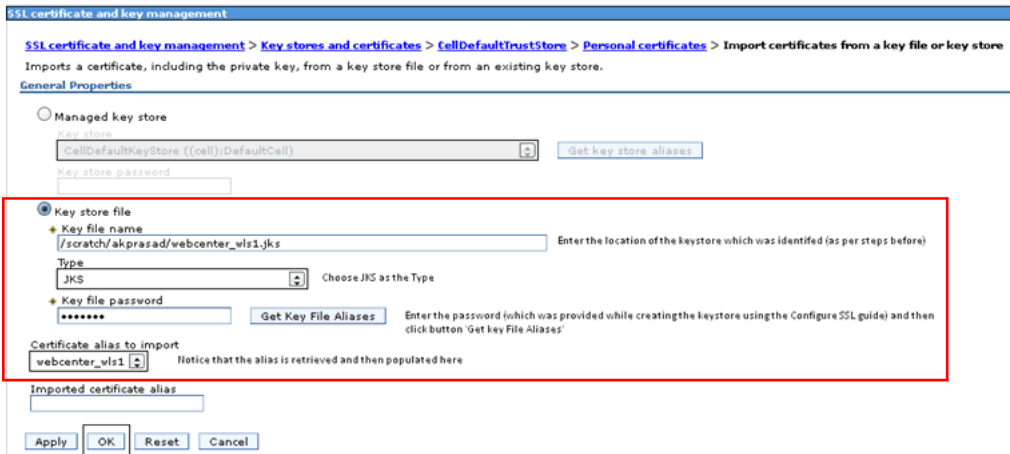 SSL certificate and key management
SSL certificate and key management > Key stores and certificates > CellDefaultTrustStore > Personal certificates > Import certificates from a key file or key store
Imports a certificate, including the private key, from a key store file or from an existing key store.
General Properties
Managed key store
Key store
CellDefaultKeyStore ((cell):DefaultCell)
Get key store aliases
Key store password
Key store file
Key file name
/scratch/akprasad/webcenter_wls1.jks
Enter the location of the keystore which was identifed (as per steps before)
Type
JKS
Choose JKS as the Type
Key file password
•••••••
Get Key File Aliases
Enter the password (which was provided while creating the keystore using the Configure SSL guide) and then
click button 'Get key File Aliases'
Certificate alias to import
webcenter_wls1
Notice that the alias is retrieved and then populated here
Imported certificate alias
Apply OK Reset Cancel